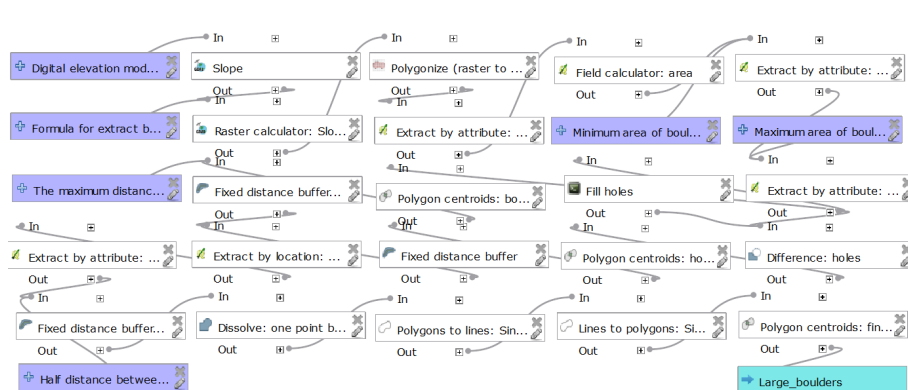 In In In In
Digital elevation mod... Slope Polygonize (raster to ... Field calculator: area Extract by attribute: ...
Out Out Out Out
In In
Formula for extract b... Raster calculator: Slo... Extract by attribute: ... Minimum area of boul... Maximum area of boul...
Out Out
In In In In
The maximum distanc... Fixed distance buffer... Polygon centroids: bo... Fill holes Extract by attribute: ...
Out Out Out Out
In In In In In
Extract by attribute: ... Extract by location: ... Fixed distance buffer Polygon centroids: ho... Difference: holes
Out Out Out Out Out
In In In In In
Fixed distance buffer... Dissolve: one point b... Polygons to lines: Sin... Lines to polygons: Si... Polygon centroids: fin...
Out Out Out Out Out
Half distance betwee... Large_boulders